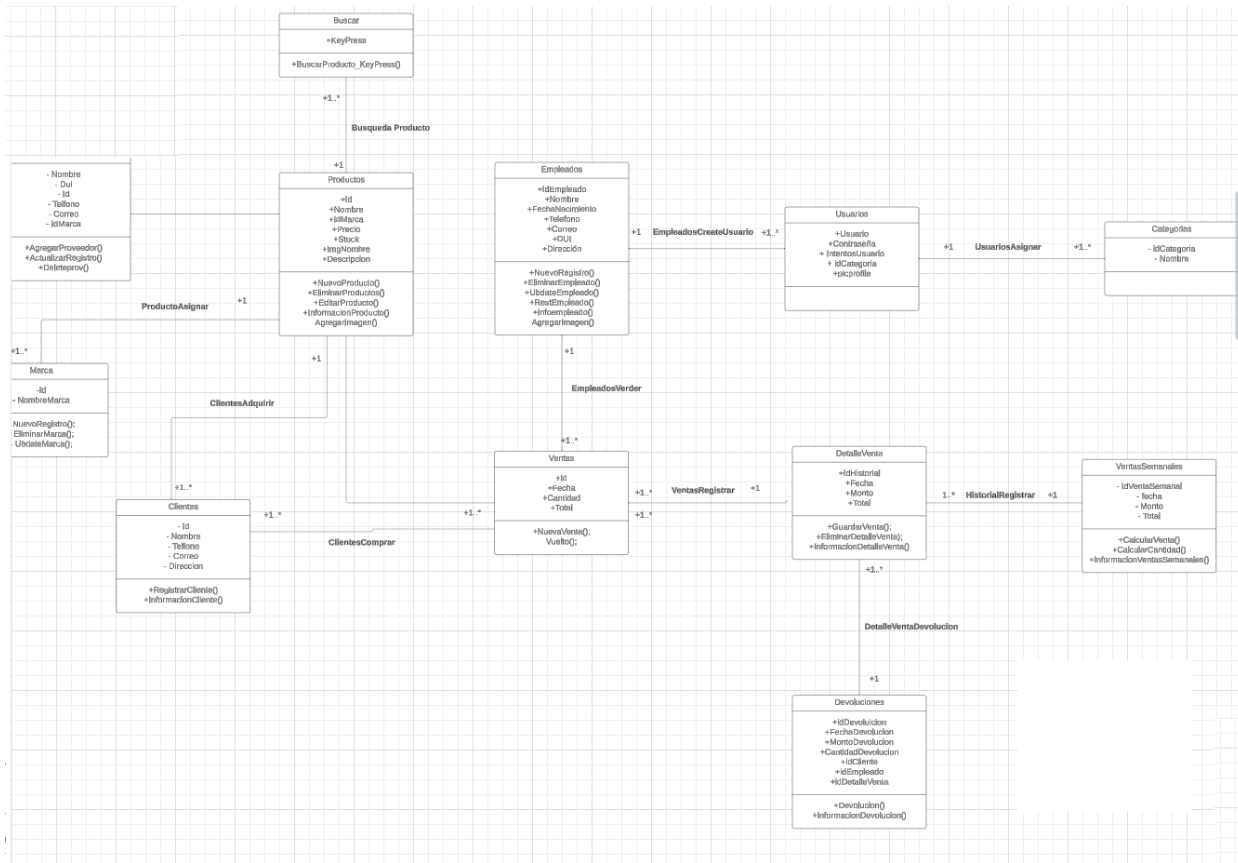 Buscar
+KeyPress
+BuscarProducto_KeyPress()
+1..*
Busqueda Producto
+1
- Nombre
- Dui
- Id
- Telfono
- Correo
- IdMarca
+AgregarProveedor()
+ActualizarRegistro()
+Deleteprov()
Productos
+Id
+Nombre
+IdMarca
+Precio
+Stock
+ImgNombre
+Descripcion
+NuevoProducto()
+EliminarProductos()
+EditarProducto()
+InformacionProducto()
AgregarImagen()
Empleados
+IdEmpleado
+Nombre
+FechaNacimiento
+Telefono
+Correo
+DUI
+Dirección
+NuevoRegistro()
+EliminarEmpleado()
+UbdateEmpleado()
+RestEmpleado()
+Infoempleado()
AgregarImagen()
+1
EmpleadosCreateUsuario
+1..*
Usuarios
+Usuario
+Contraseña
+ IntentosUsuario
+ idCategoria
+picprofile
+1
UsuariosAsignar
+1..*
Categorias
- idCategoria
- Nombre
ProductoAsignar
+1
+1..*
Marca
-Id
- NombreMarca
NuevoRegistro();
EliminarMarca();
UbdateMarca();
+1
ClientesAdquirir
+1..*
+1
EmpleadosVerder
+1..*
Clientes
- Id
- Nombre
- Telfono
- Correo
- Direccion
+RegistrarCliente()
+InformacionCliente()
+1..*
ClientesComprar
+1..*
Ventas
+Id
+Fecha
+Cantidad
+Total
+NuevaVenta();
Vuelto();
+1..*
VentasRegistrar
+1
+1..*
DetalleVenta
+IdHistorial
+Fecha
+Monto
+Total
+GuardarVenta();
+EliminarDetalleVenta);
+InformacionDetalleVenta()
1..*
HistorialRegistrar
+1
VentasSemanales
- IdVentaSemanal
- fecha
- Monto
- Total
+CalcularVenta()
+CalcularCantidad()
+InformacionVentasSemanales()
+1..*
DetalleVentaDevolucion
+1
Devoluciones
+idDevoluicion
+FechaDevolucion
+MontoDevolucion
+CantidadDevolucion
+idCliente
+idEmpleado
+IdDetalleVenta
+Devolucion()
+InformacionDevolucion()